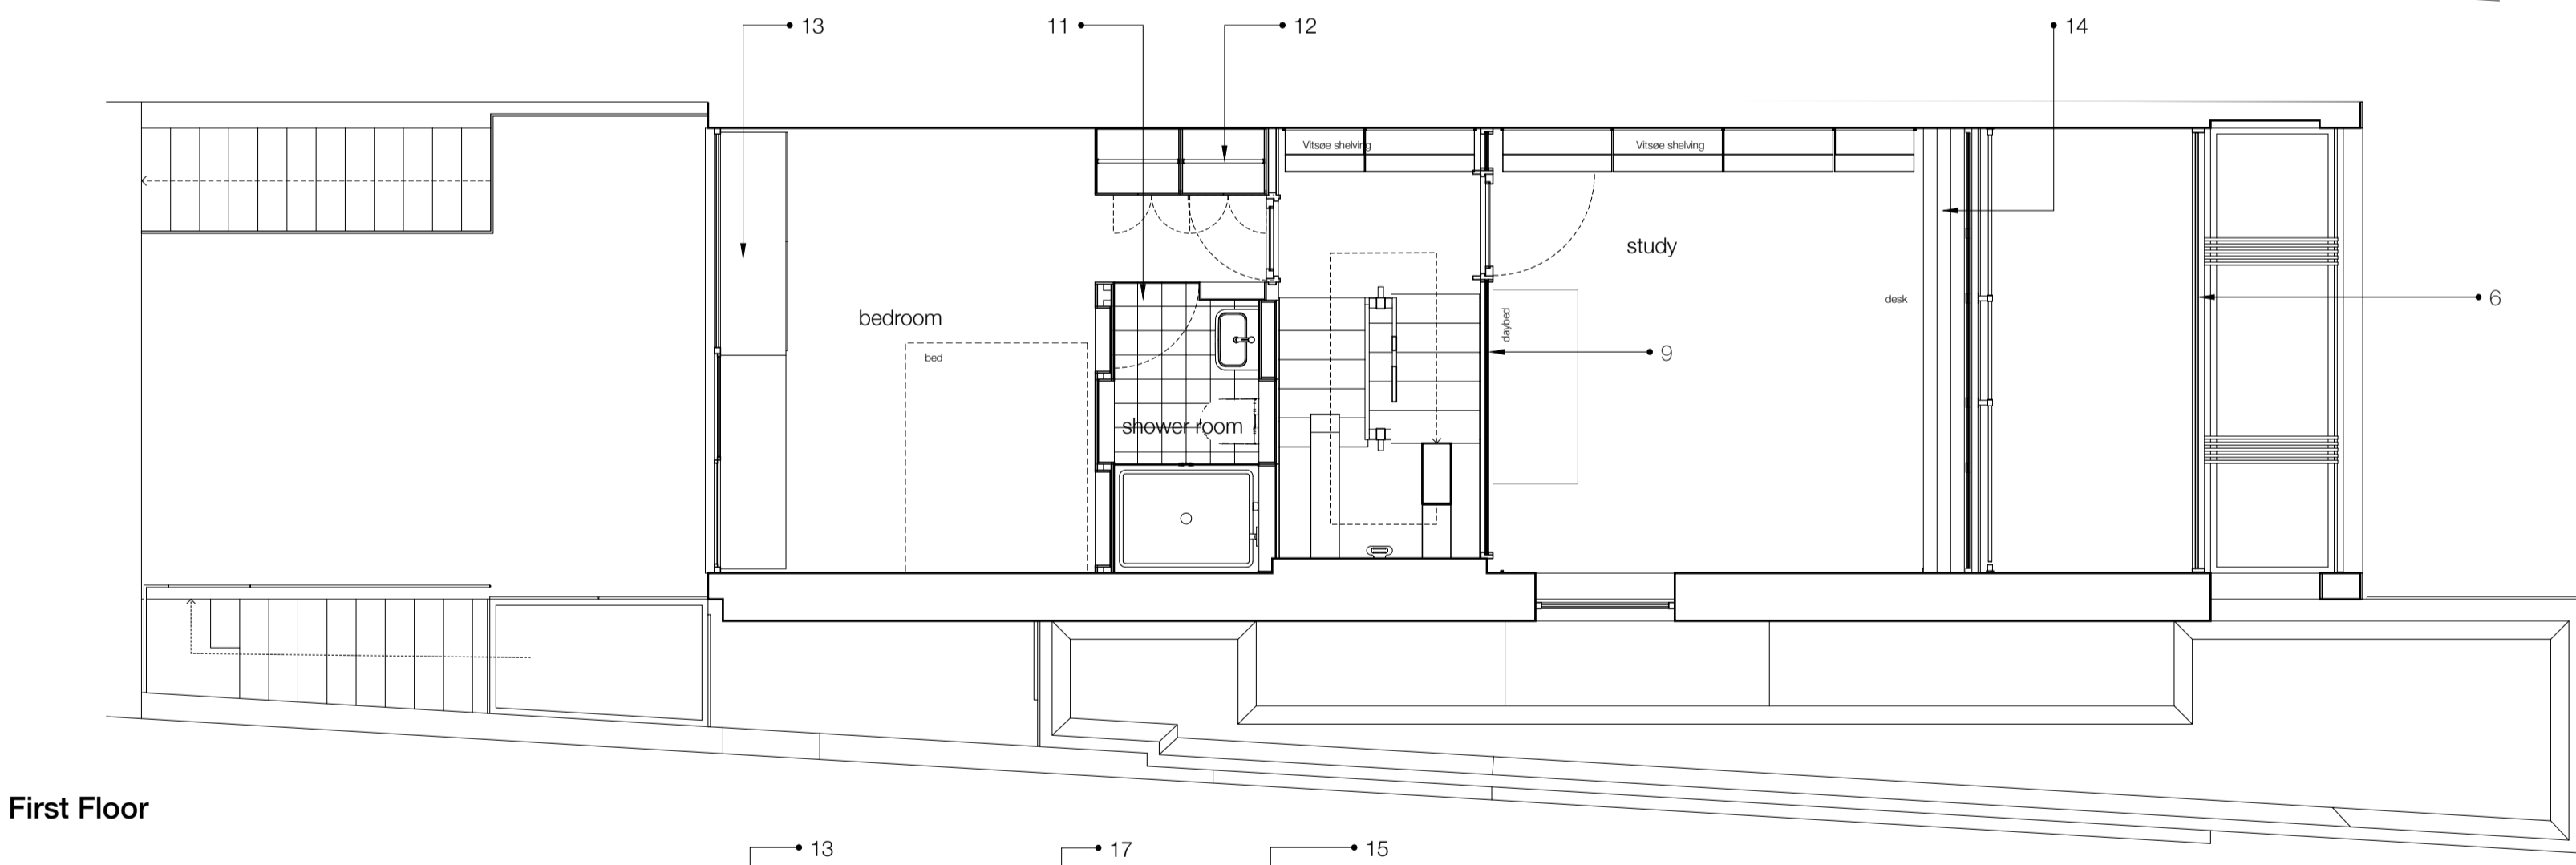 13
11
12
14
Vitsøe shelving
Vitsøe shelving
study
6
desk
daybed
bedroom
bed
9
shower room
First Floor
13
17
15